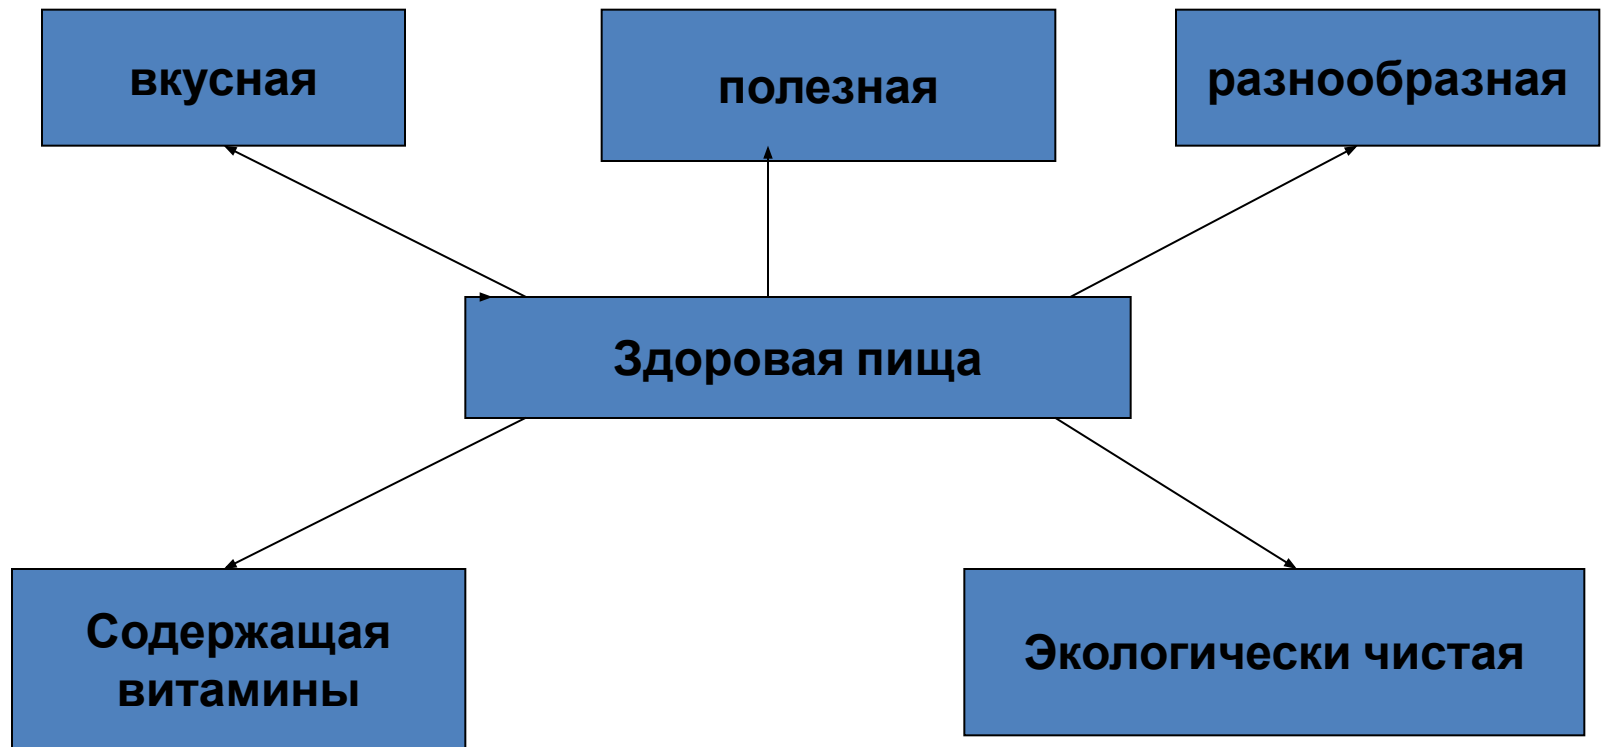 вкусная
полезная
разнообразная
Здоровая пища
Содержащая
витамины
Экологически чистая